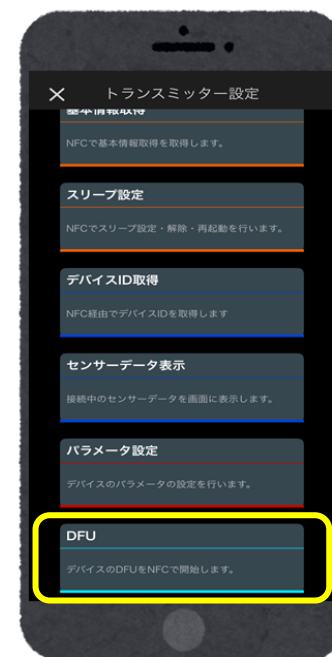 × トランスミッター設定
基本情報取得
NFCで基本情報取得を取得します。
スリープ設定
NFCでスリープ設定・解除・再起動を行います。
デバイスID取得
NFC経由でデバイスIDを取得します
センサーデータ表示
接続中のセンサーデータを画面に表示します。
パラメータ設定
デバイスのパラメータの設定を行います。
DFU
デバイスのDFUをNFCで開始します。